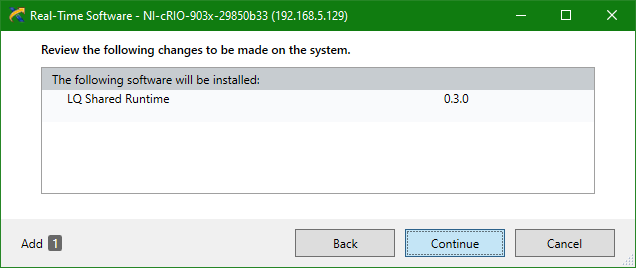 Real-Time Software - NI-cRIO-903x-29850b33 (192.168.5.129)
Review the following changes to be made on the system.
The following software will be installed:
LQ Shared Runtime 0.3.0
Add 1 Back Continue Cancel